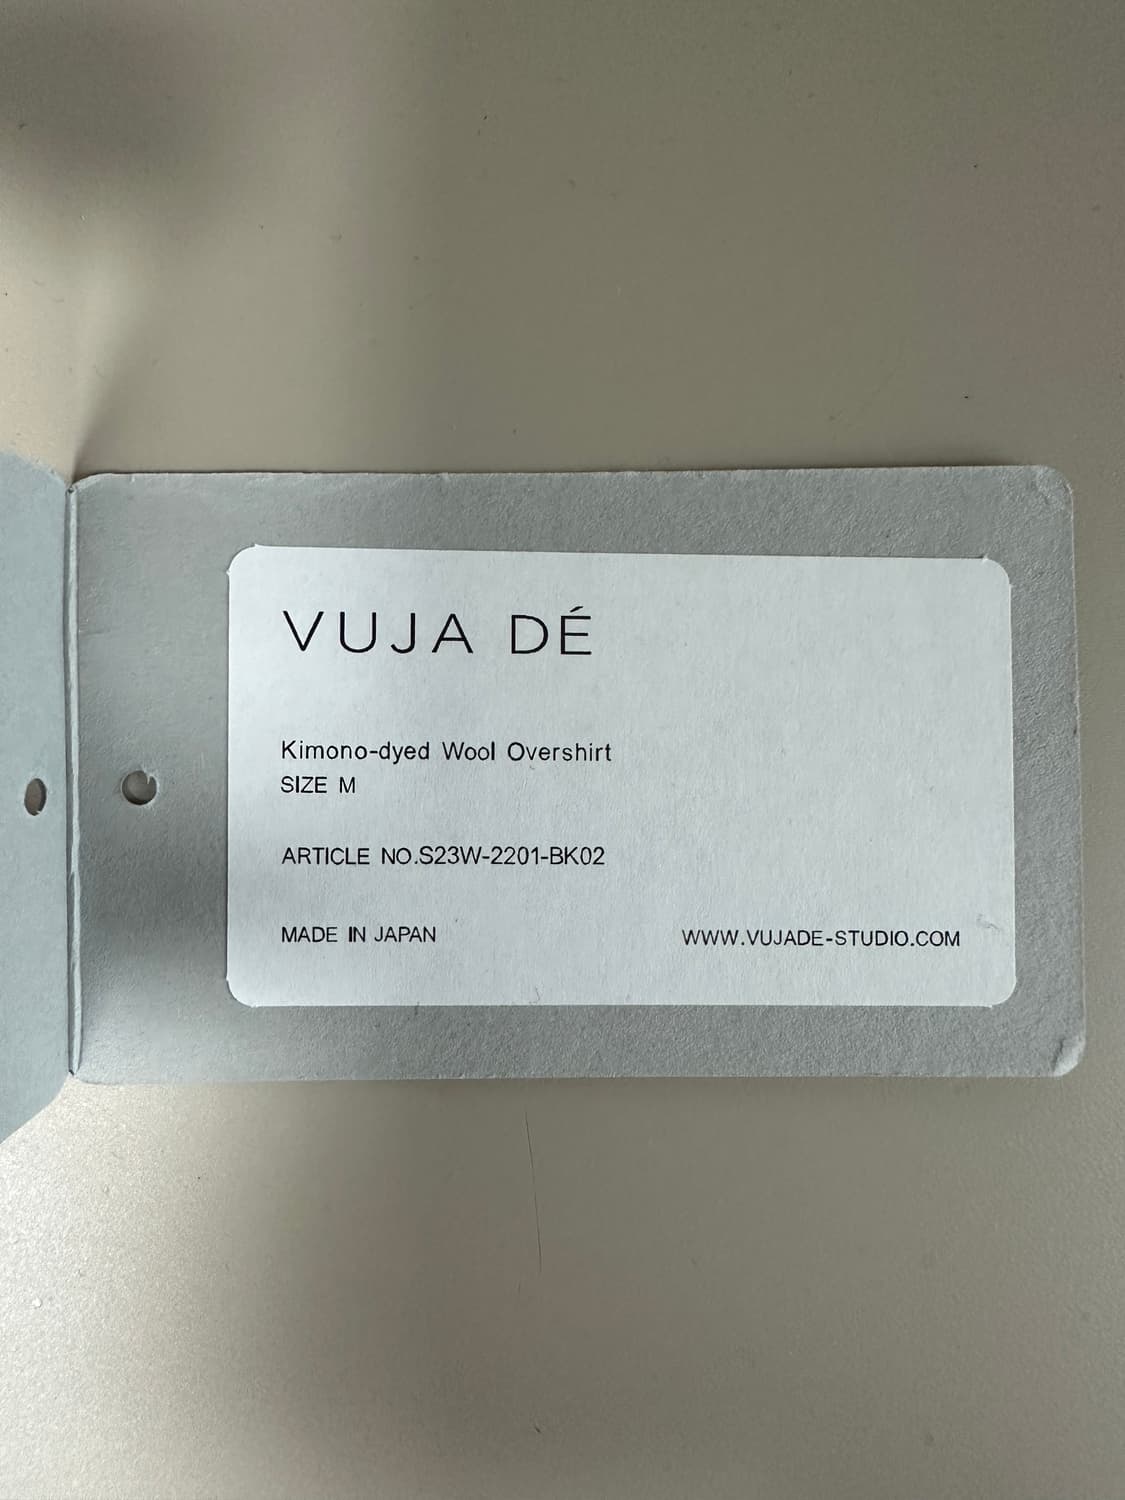 VUJA DÉ
Kimono-dyed Wool Overshirt
SIZE M
ARTICLE NO.S23W-2201-BK02
MADE IN JAPAN
WWW.VUJADE-STUDIO.COM